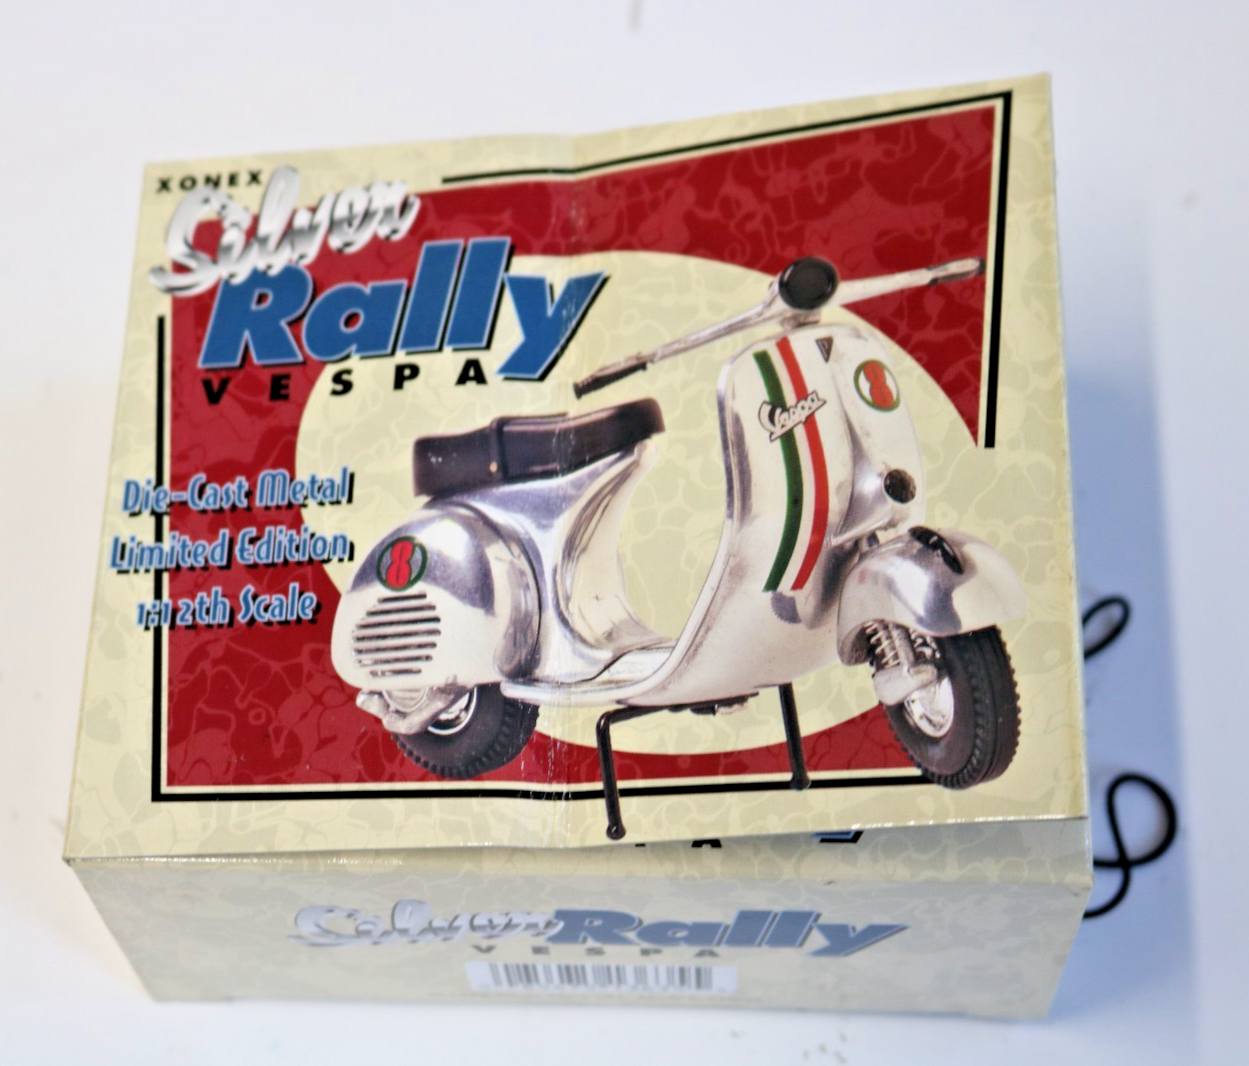 XONEX
Silver
Rally
VESPA
Die-Cast Metal
Limited Edition
1:12th Scale
Vespa
8
8
Silver Rally
VESPA